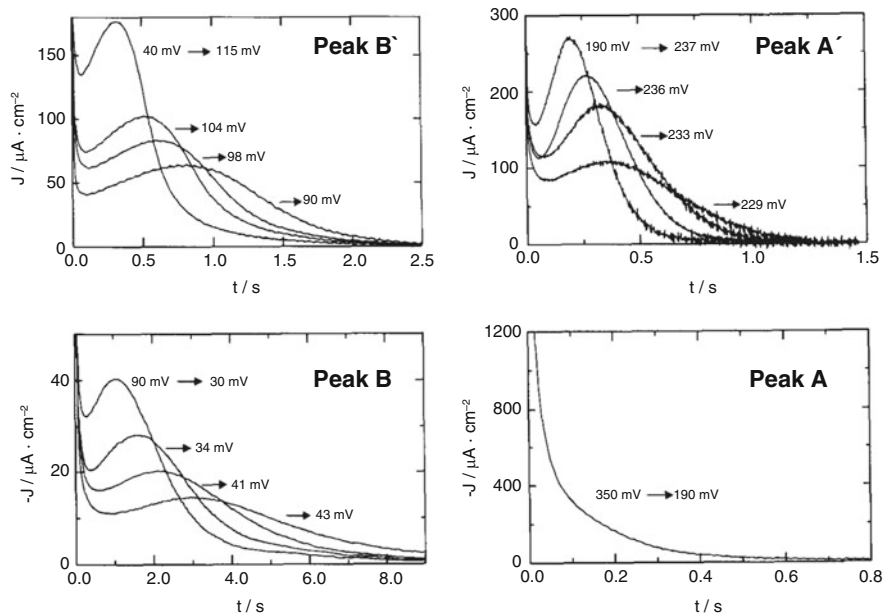 Peak B`
40 mV → 115 mV
104 mV
98 mV
90 mV
150
100
50
0
J / µA · cm⁻²
0.0 0.5 1.0 1.5 2.0 2.5
t / s
Peak A´
190 mV → 237 mV
236 mV
233 mV
229 mV
300
200
100
0
J / µA · cm⁻²
0.0 0.5 1.0 1.5
t / s
Peak B
90 mV → 30 mV
34 mV
41 mV
43 mV
40
20
0
-J / µA · cm⁻²
0.0 2.0 4.0 6.0 8.0
t / s
Peak A
350 mV → 190 mV
1200
800
400
0
-J / µA · cm⁻²
0.0 0.2 0.4 0.6 0.8
t / s